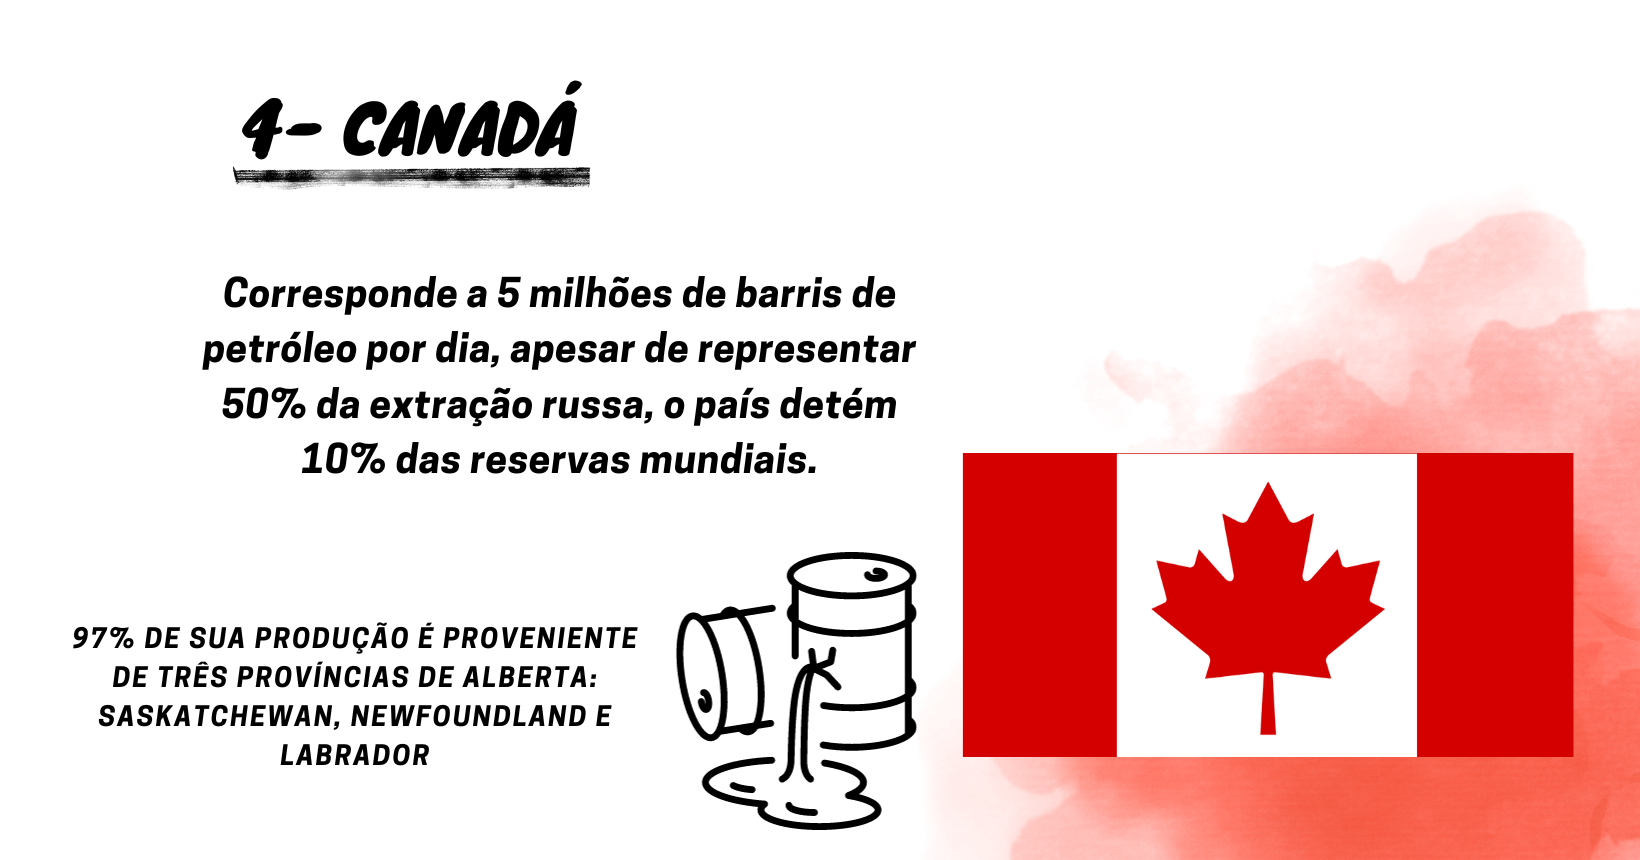 4- CANADÁ
Corresponde a 5 milhões de barris de
petróleo por dia, apesar de representar
50% da extração russa, o país detém
10% das reservas mundiais.
97% DE SUA PRODUÇÃO É PROVENIENTE
DE TRÊS PROVÍNCIAS DE ALBERTA:
SASKATCHEWAN, NEWFOUNDLAND E
LABRADOR